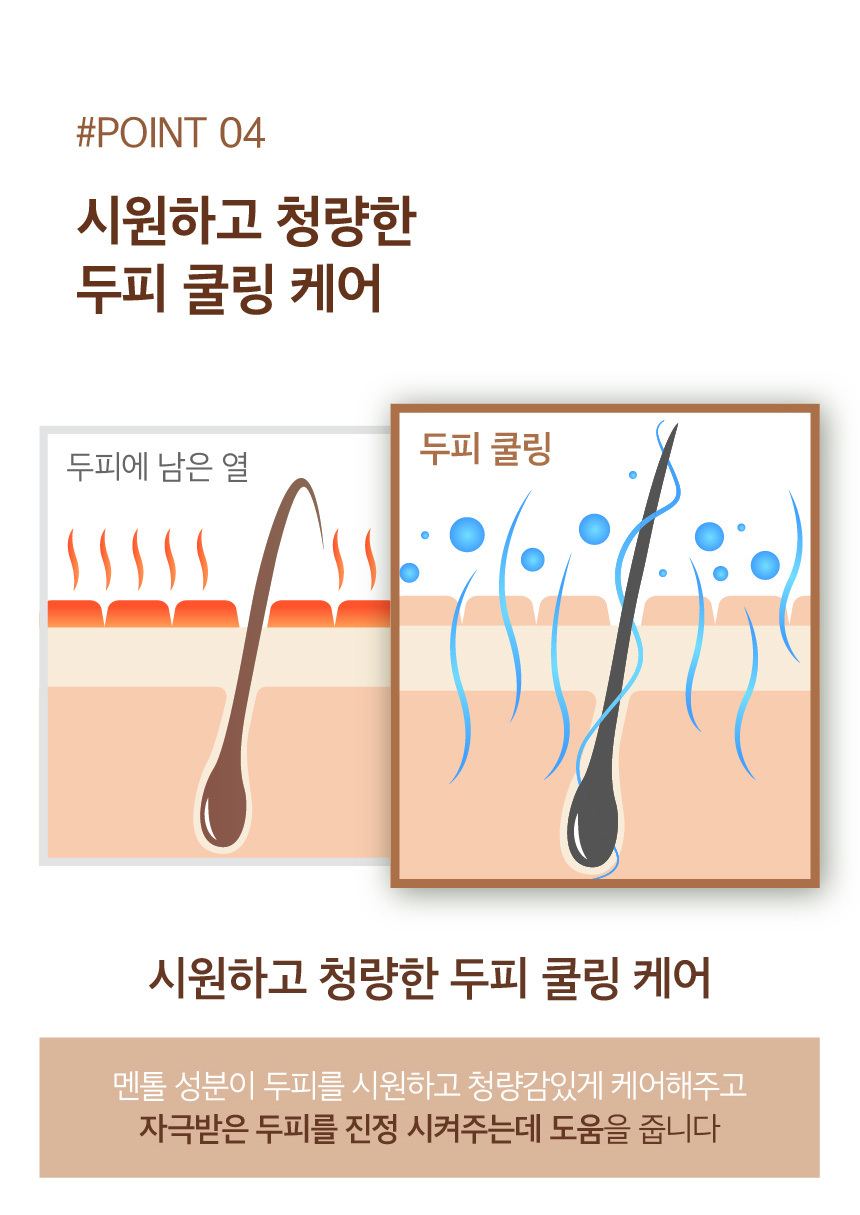 #POINT 04
시원하고 청량한
두피 쿨링 케어
두피에 남은 열
두피 쿨링
시원하고 청량한 두피 쿨링 케어
멘톨 성분이 두피를 시원하고 청량감있게 케어해주고
자극받은 두피를 진정 시켜주는데 도움을 줍니다